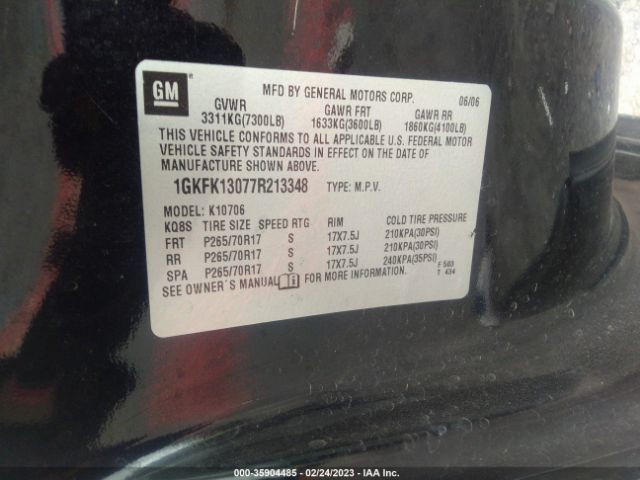 GM ®
MFD BY GENERAL MOTORS CORP. 06/06
GVWR GAWR FRT GAWR RR
3311KG(7300LB) 1633KG(3600LB) 1860KG(4100LB)
THIS VEHICLE CONFORMS TO ALL APPLICABLE U.S. FEDERAL MOTOR
VEHICLE SAFETY STANDARDS IN EFFECT ON THE DATE OF
MANUFACTURE SHOWN ABOVE.
1GKFK13077R213348 TYPE: M.P.V.
MODEL: K10706
KQ8S TIRE SIZE SPEED RTG RIM COLD TIRE PRESSURE
FRT P265/70R17 S 17X7.5J 210KPA(30PSI)
RR P265/70R17 S 17X7.5J 210KPA(30PSI)
SPA P265/70R17 S 17X7.5J 240KPA(35PSI) F 503
SEE OWNER'S MANUAL i FOR MORE INFORMATION. T 434
000-35904485 - 02/24/2023 - IAA Inc.